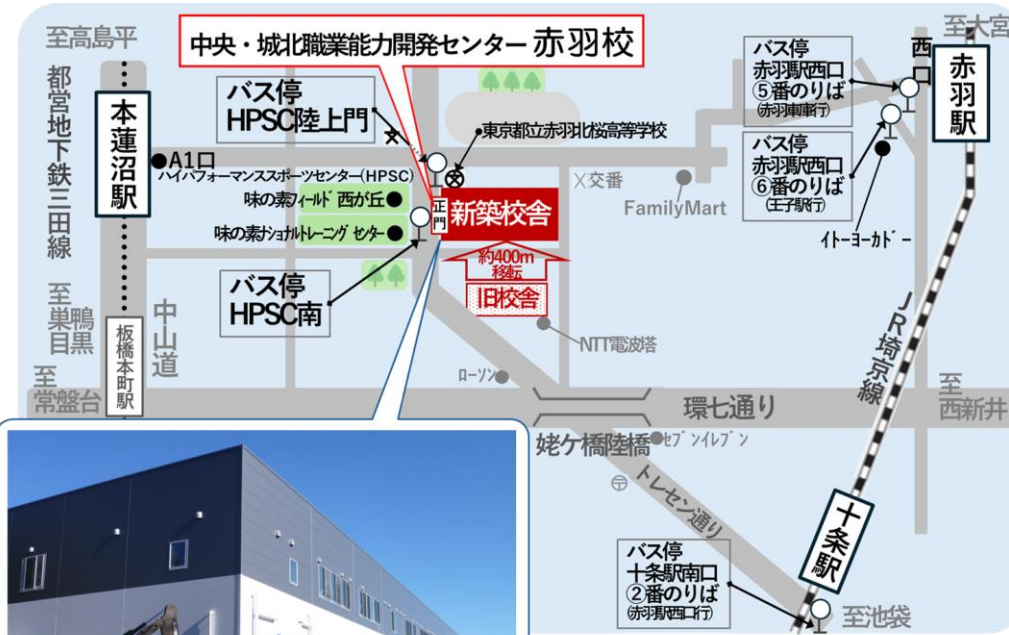 中央・城北職業能力開発センター 赤羽校
至高島平
都営地下鉄三田線
本蓮沼駅
A1口
ハイパフォーマンススポーツセンター(HPSC)
バス停
HPSC陸上門
東京都立赤羽北桜高等学校
味の素フィールド 西が丘
味の素ナショナルトレーニング センター
正門
新築校舎
約400m
移転
旧校舎
バス停
HPSC南
X交番
FamilyMart
バス停
赤羽駅西口
⑤番のりば
(赤羽車庫行)
バス停
赤羽駅西口
⑥番のりば
(王子駅行)
西口
至大宮
赤羽駅
イトーヨーカドー
JR埼京線
NTT電波塔
ローソン
至
巣鴨
目黒
中山道
板橋本町駅
至
常盤台
環七通り
至
西新井
姥ケ橋陸橋
セブンイレブン
トレセン通り
十条駅
バス停
十条駅南口
②番のりば
(赤羽駅西口行)
至池袋